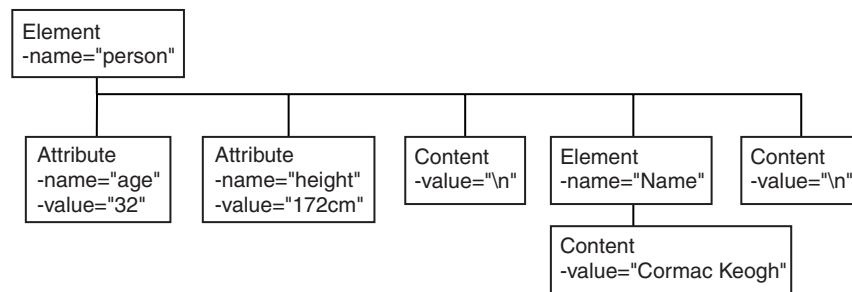 Element
-name="person"
Attribute
-name="age"
-value="32"
Attribute
-name="height"
-value="172cm"
Content
-value="\n"
Element
-name="Name"
Content
-value="\n"
Content
-value="Cormac Keogh"